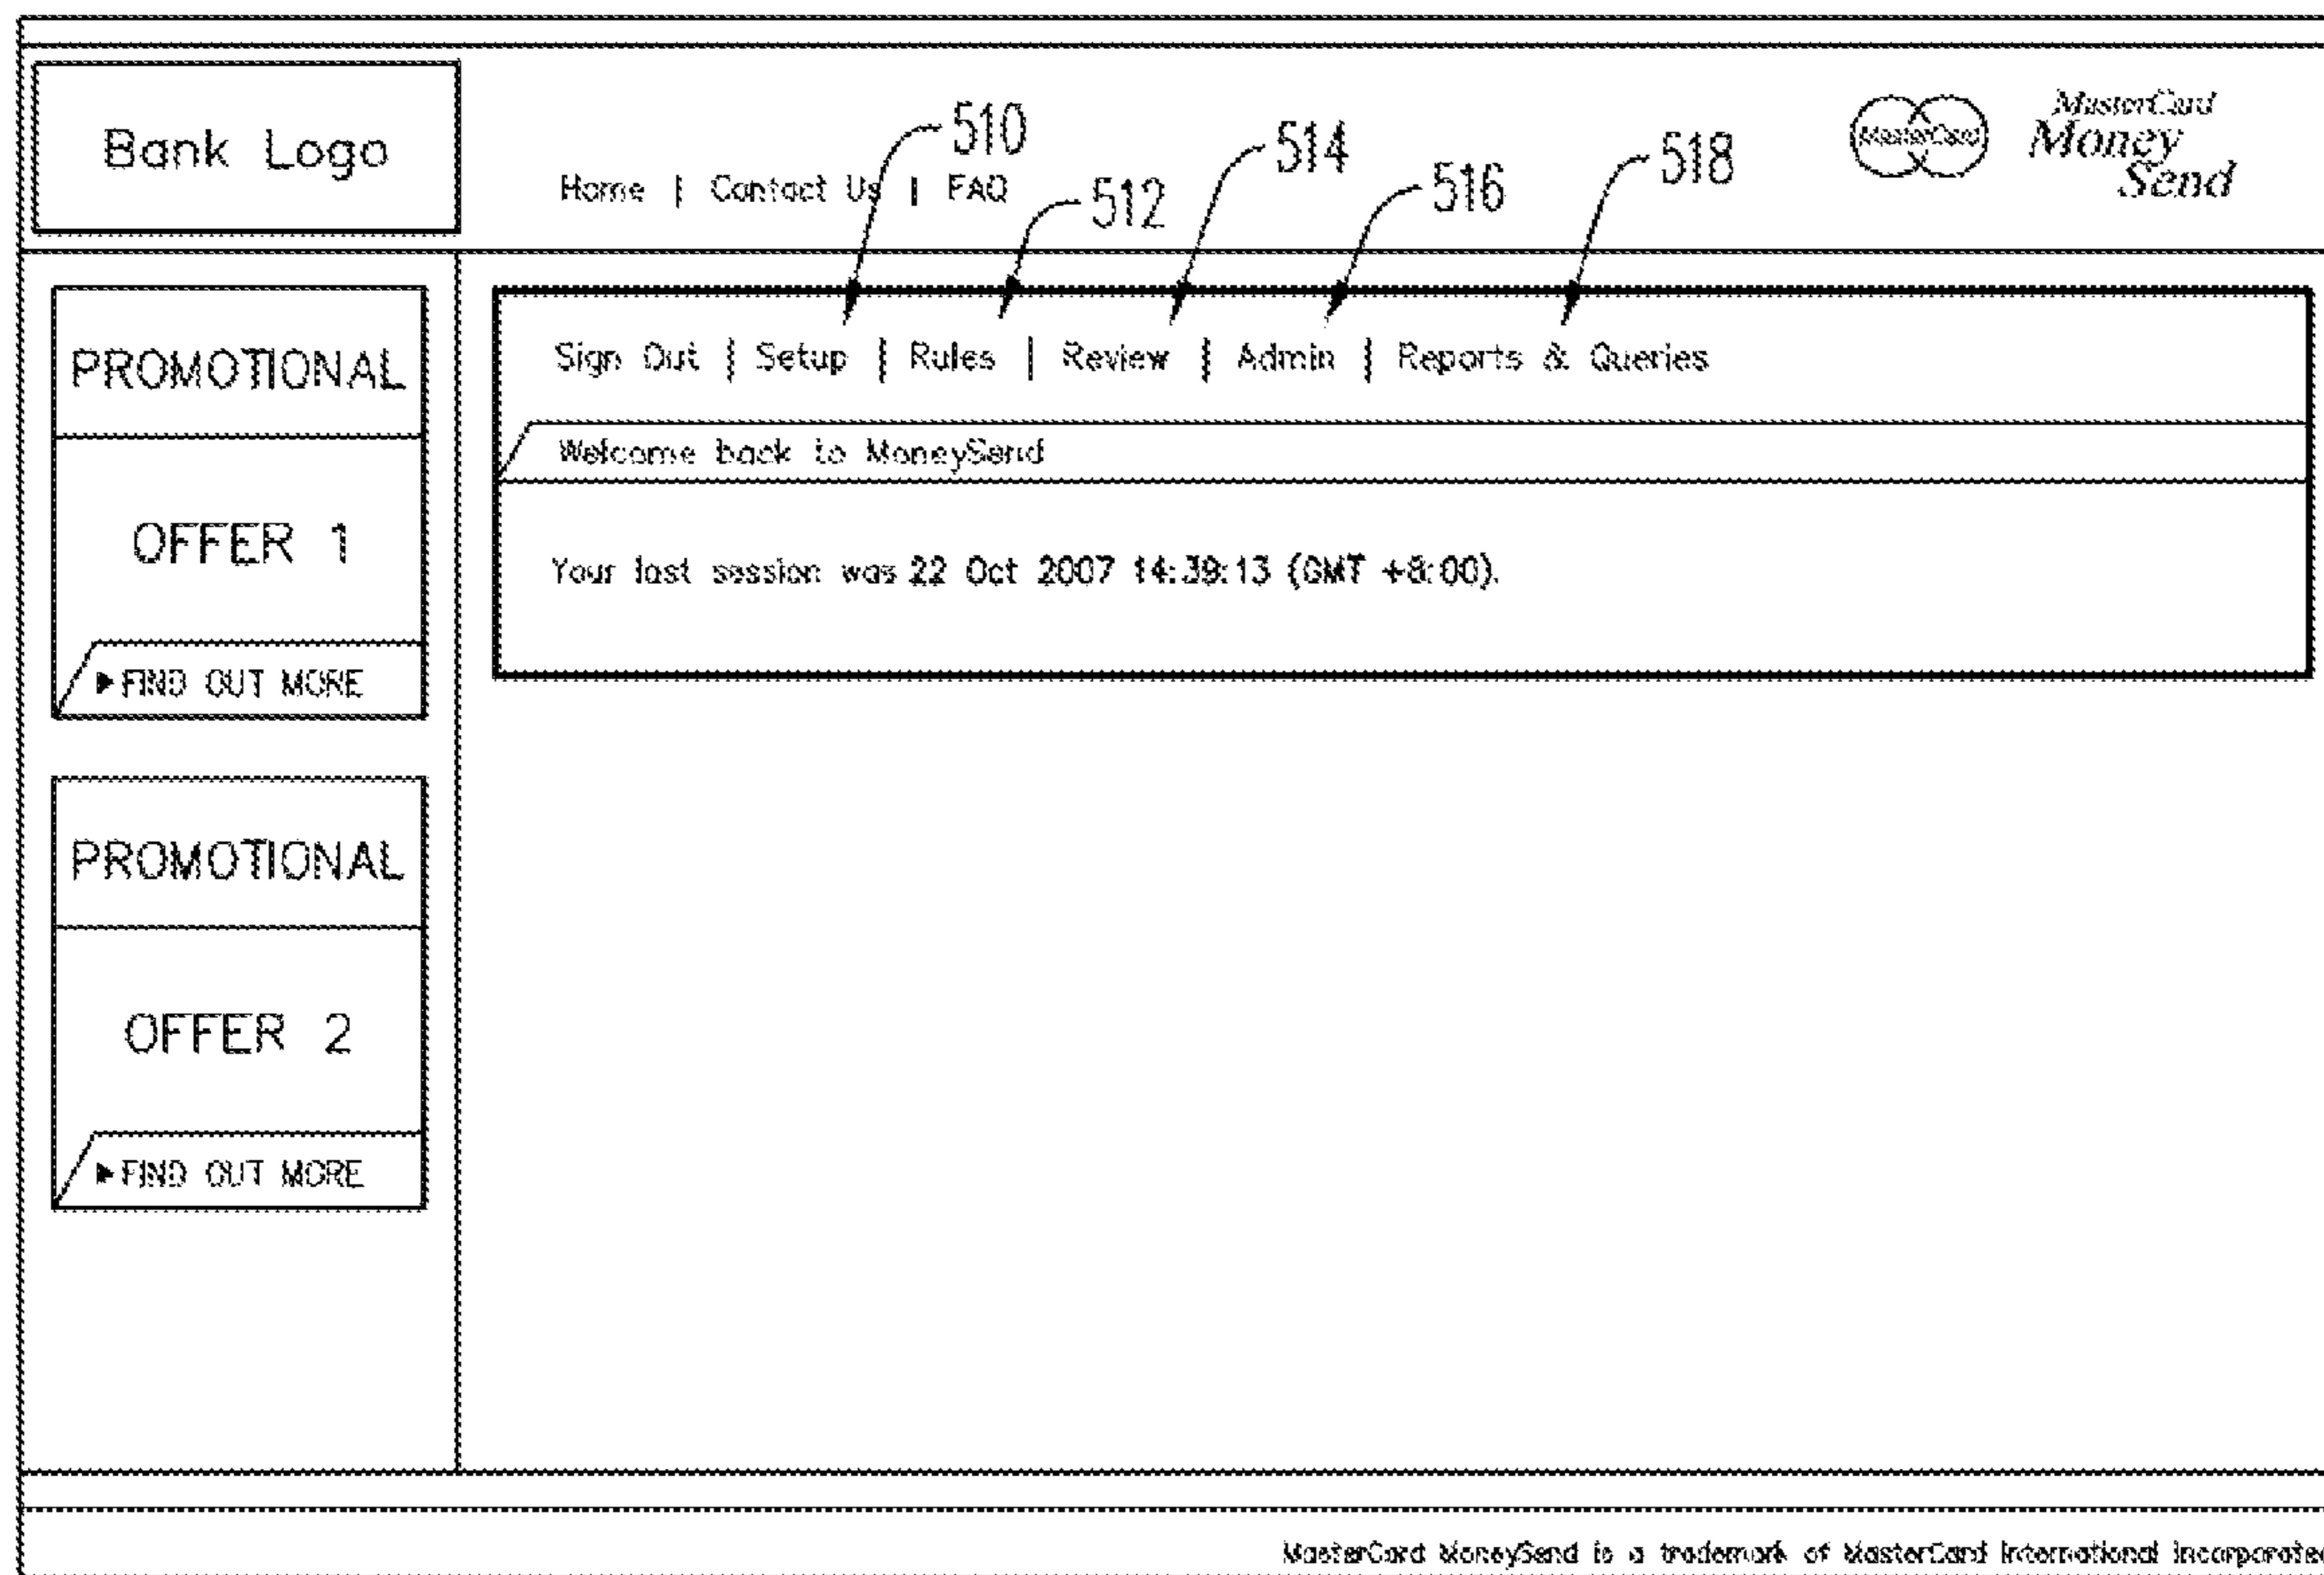 Bank Logo
Home | Contact Us | FAQ
510
512
514
516
518
MasterCard
MasterCard
Money
Send
Sign Out | Setup | Rules | Review | Admin | Reports & Queries
Welcome back to MoneySend
Your last session was 22 Oct 2007 14:39:13 (GMT +8:00).
PROMOTIONAL
OFFER 1
▶FIND OUT MORE
PROMOTIONAL
OFFER 2
▶FIND OUT MORE
MasterCard MoneySend is a trademark of MasterCard International Incorporated